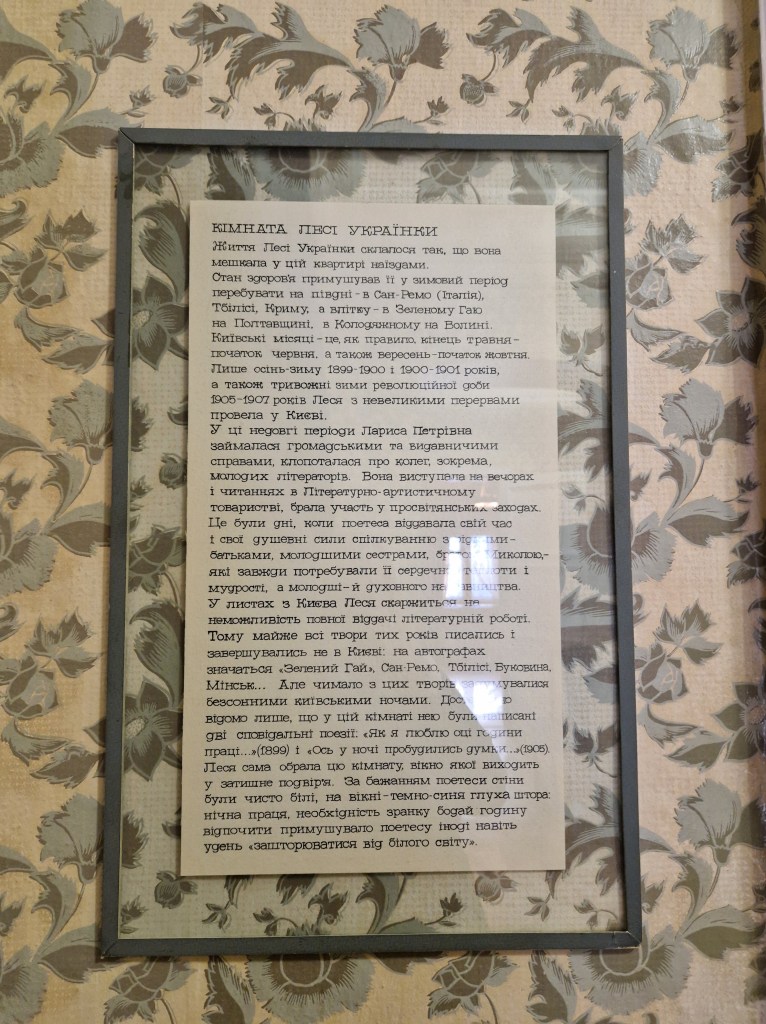 КІМНАТА ЛЕСІ УКРАЇНКИ
Життя Лесі Українки склалося так, що вона
мешкала у цій квартирі наїздами.
Стан здоров'я примушував її у зимовий період
перебувати на півдні - в Сан-Ремо (Італія),
Тбілісі, Криму, а влітку - в Зеленому Гаю
на Полтавщині, в Колодяжному на Волині.
Київські місяці - це, як правило, кінець травня -
початок червня, а також вересень - початок жовтня.
Лише осінь-зиму 1899-1900 і 1900-1901 років,
а також тривожні зими революційної доби
1905-1907 років Леся з невеликими перервами
провела у Києві.
У ці недовгі періоди Лариса Петрівна
займалася громадськими та видавничими
справами, клопоталася про колег, зокрема,
молодих літераторів. Вона виступала на вечорах
і читаннях в Літературно-артистичному
товаристві, брала участь у просвітянських заходах.
Це були дні, коли поетеса віддавала свій час
і свої душевні сили спілкуванню з рідними -
батьками, молодшими сестрами, братом Миколою, -
які завжди потребували її сердечної теплоти і
мудрості, а молодші - й духовного наставництва.
У листах з Києва Леся скаржиться на
неможливість повної віддачі літературній роботі.
Тому майже всі твори тих років писались і
завершувались не в Києві: на автографах
значаться «Зелений Гай», Сан-Ремо, Тбілісі, Буковина,
Мінськ... Але чимало з цих творів задумувалися
безсонними київськими ночами.
відомо лише, що у цій кімнаті нею були написані
дві сповідальні поезії: «Як я люблю оці години
праці...» (1899) і «Ось у ночі пробудились думки...» (1905).
Леся сама обрала цю кімнату, вікно якої виходить
у затишне подвір'я. За бажанням поетеси стіни
були чисто білі, на вікні - темно-синя глуха штора:
нічна праця, необхідність зранку бодай годину
відпочити примушувало поетесу іноді навіть
удень «зашторюватися від білого світу».